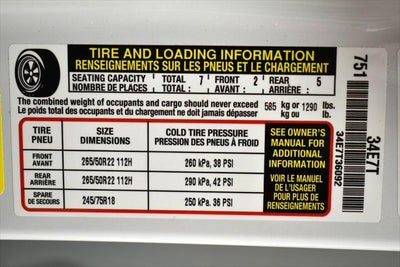 TIRE AND LOADING INFORMATION
RENSEIGNEMENTS SUR LES PNEUS ET LE CHARGEMENT
SEATING CAPACITY TOTAL 7 FRONT 2 REAR 5
NOMBRE DE PLACES : TOTAL AVANT : ARRIÈRE :
The combined weight of occupants and cargo should never exceed 585 kg or 1290 lbs.
Le poids total des occupants et du chargement ne doit jamais dépasser kg ou lb.
TIRE SIZE COLD TIRE PRESSURE
PNEU DIMENSIONS PRESSION DES PNEUS À FROID
FRONT AVANT 265/50R22 112H 260 kPa, 38 PSI
REAR ARRIÈRE 265/50R22 112H 290 kPa, 42 PSI
SPARE DE SECOURS 245/75R18 250 kPa. 36 PSI
SEE OWNER'S
MANUAL FOR
ADDITIONAL
INFORMATION
VOIR LE MANUEL
DE L'USAGER
POUR PLUS DE
RENSEIGNEMENTS
751 34E7T
34E7T36092